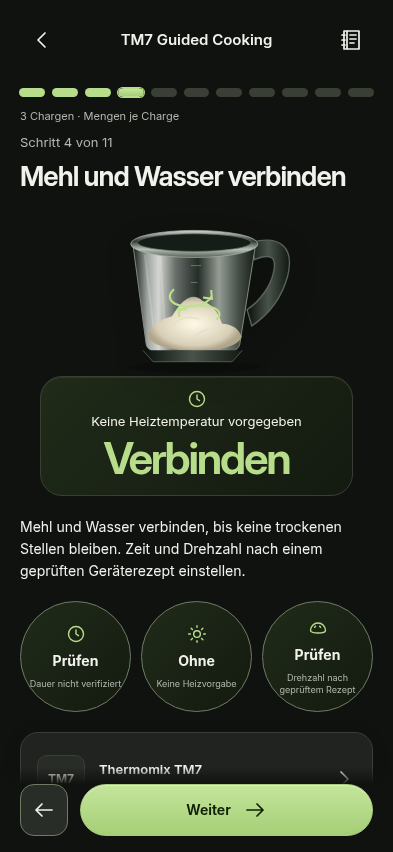 TM7 Guided Cooking
3 Chargen · Mengen je Charge
Schritt 4 von 11
Mehl und Wasser verbinden
Keine Heiztemperatur vorgegeben
Verbinden
Mehl und Wasser verbinden, bis keine trockenen
Stellen bleiben. Zeit und Drehzahl nach einem
geprüften Geräterezept einstellen.
Prüfen
Dauer nicht verifiziert
Ohne
Keine Heizvorgabe
Prüfen
Drehzahl nach
geprüftem Rezept
TM7
Thermomix TM7
Weiter